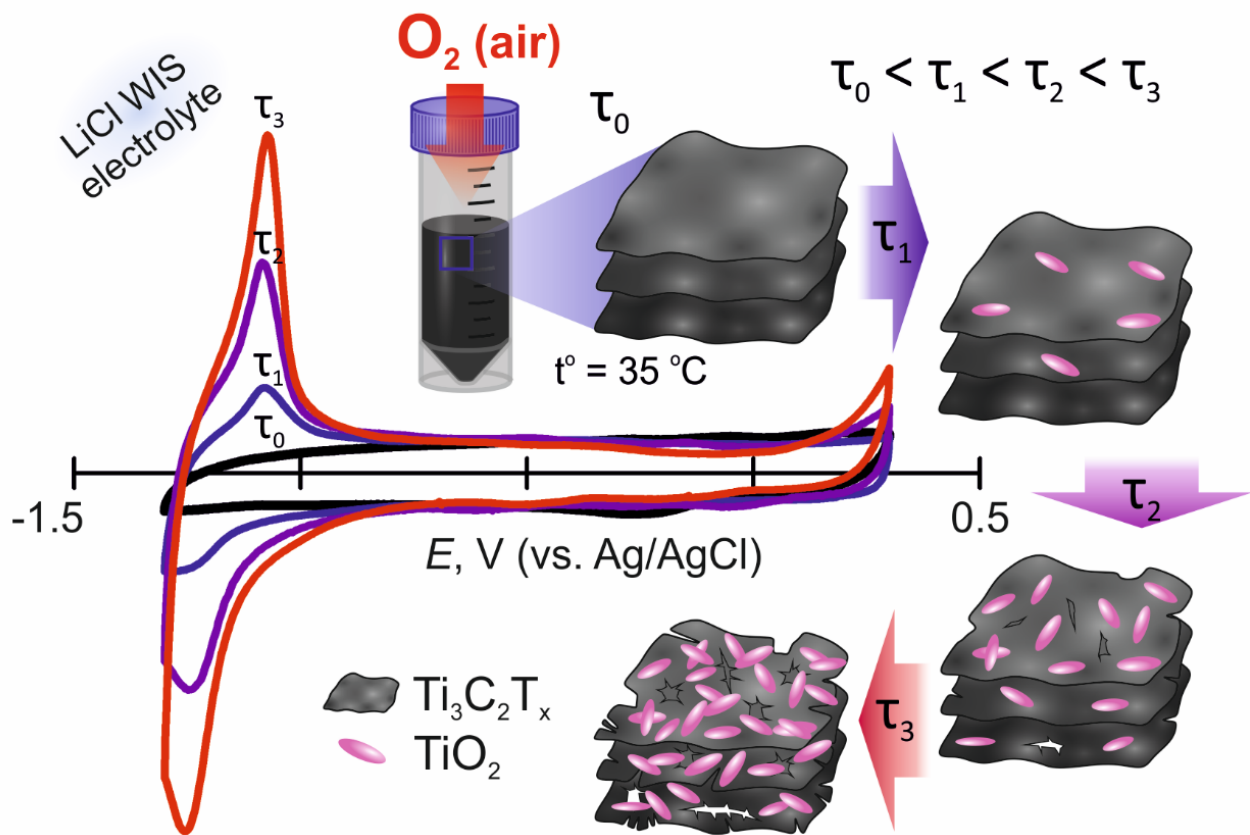 LiCl WIS
electrolyte
O₂ (air)
τ₀
τ₀ < τ₁ < τ₂ < τ₃
τ₃
τ₂
τ₁
τ₀
t° = 35 °C
τ₁
-1.5
0.5
E, V (vs. Ag/AgCl)
τ₂
Ti₃C₂Tₓ
TiO₂
τ₃